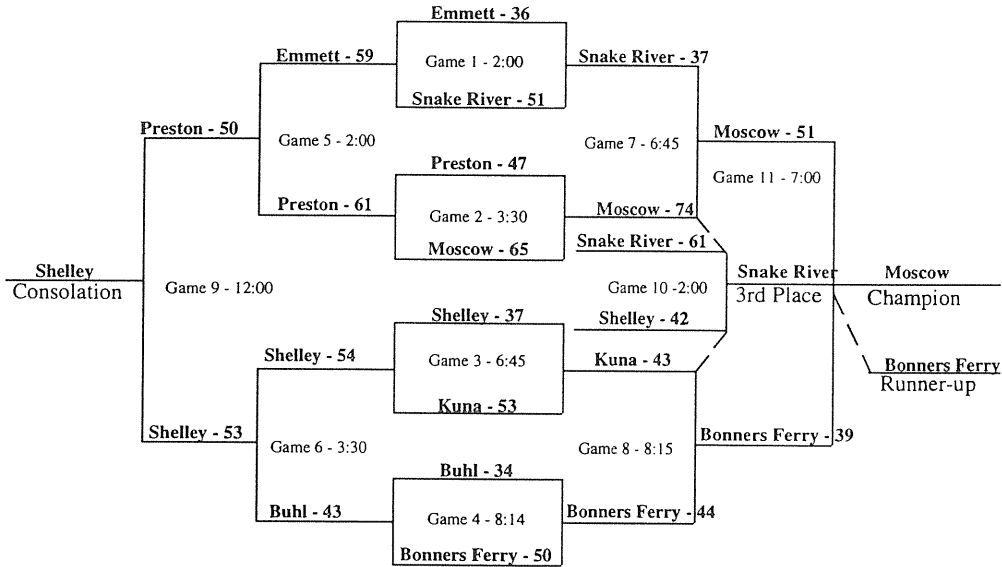 Emmett - 36
Emmett - 59
Game 1 - 2:00
Snake River - 37
Snake River - 51
Preston - 50
Game 5 - 2:00
Game 7 - 6:45
Moscow - 51
Preston - 47
Game 11 - 7:00
Preston - 61
Game 2 - 3:30
Moscow - 74
Moscow - 65
Snake River - 61
Shelley
Consolation
Game 9 - 12:00
Game 10 -2:00
Snake River
3rd Place
Moscow
Champion
Shelley - 37
Shelley - 42
Shelley - 54
Game 3 - 6:45
Kuna - 43
Bonners Ferry
Runner-up
Kuna - 53
Shelley - 53
Game 6 - 3:30
Game 8 - 8:15
Bonners Ferry - 39
Buhl - 34
Buhl - 43
Game 4 - 8:14
Bonners Ferry - 44
Bonners Ferry - 50